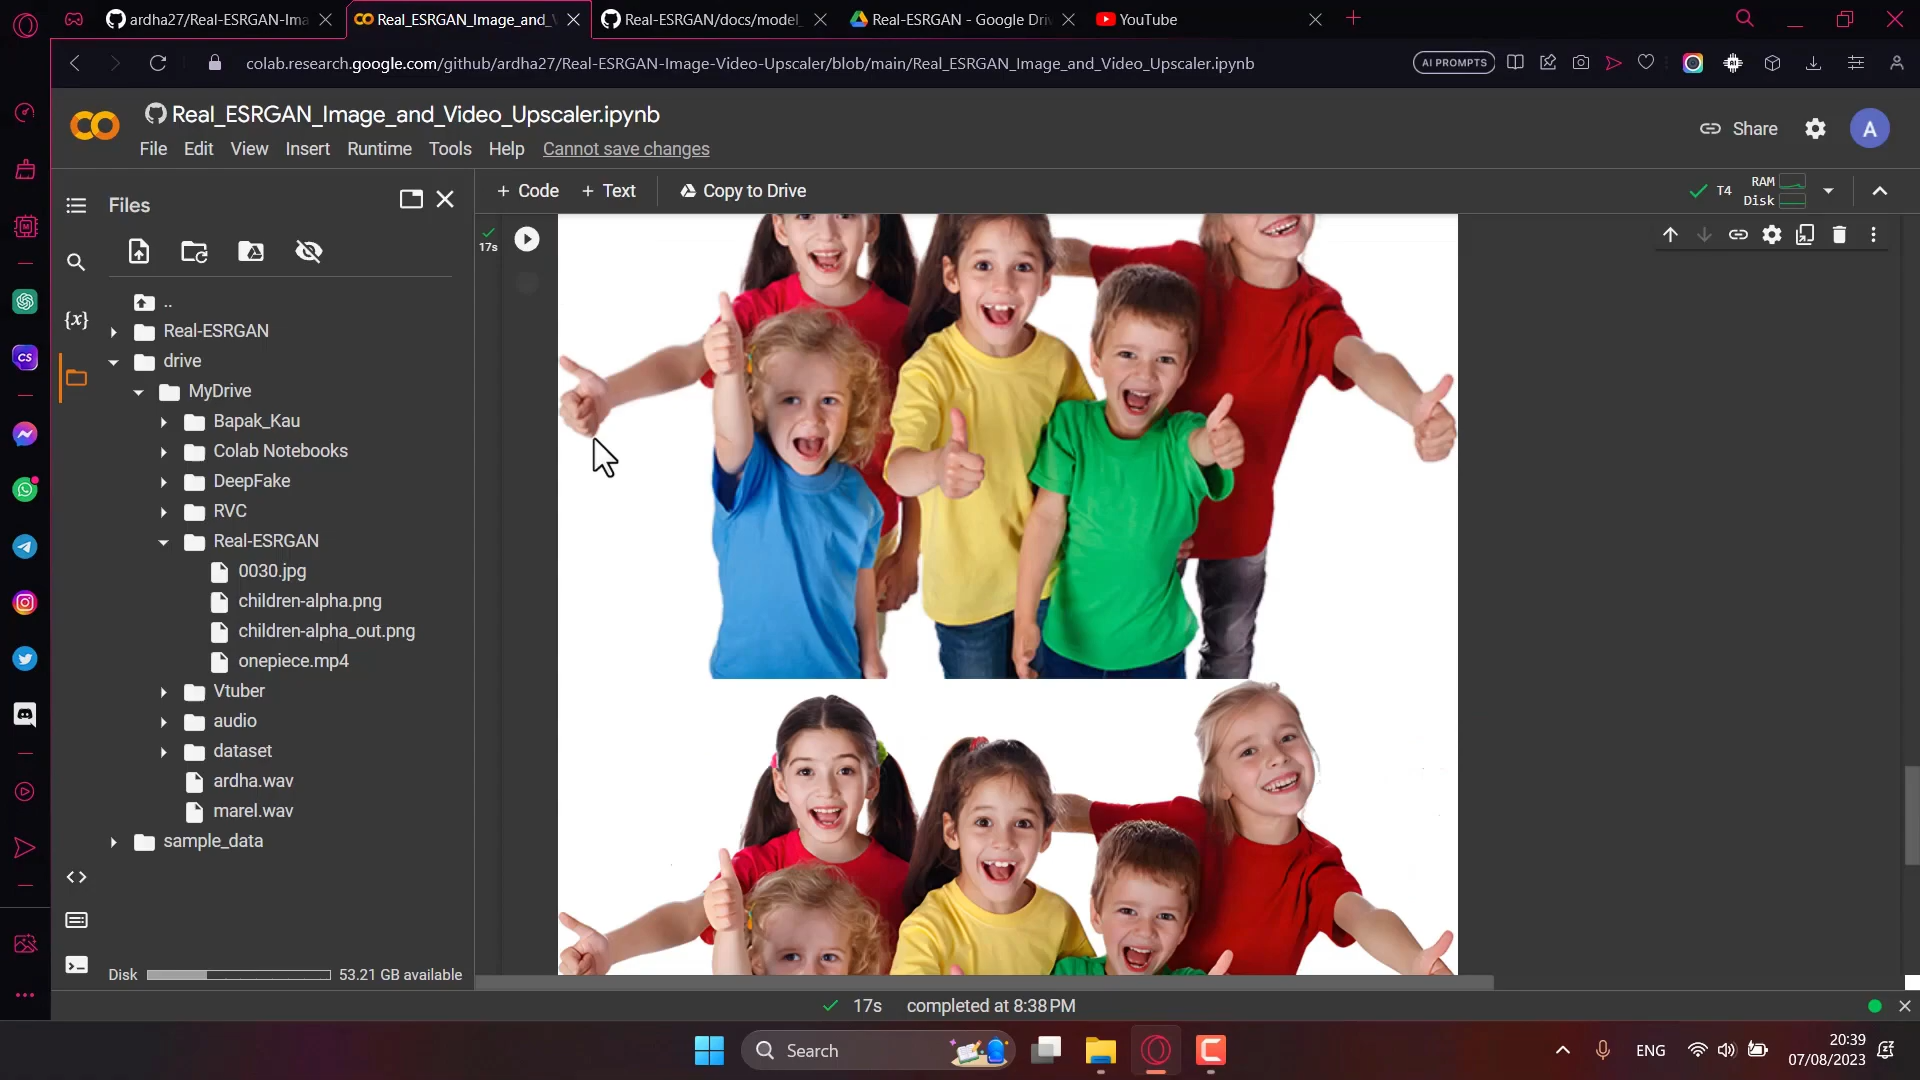 ardha27/Real-ESRGAN-Ima
Real_ESRGAN_Image_and_V
Real-ESRGAN/docs/model_
Real-ESRGAN - Google Driv
YouTube
colab.research.google.com/github/ardha27/Real-ESRGAN-Image-Video-Upscaler/blob/main/Real_ESRGAN_Image_and_Video_Upscaler.ipynb
AI PROMPTS
Real_ESRGAN_Image_and_Video_Upscaler.ipynb
File Edit View Insert Runtime Tools Help Cannot save changes
Share
A
Files
+ Code + Text Copy to Drive
T4 RAM
Disk
17s
..
{x}
Real-ESRGAN
drive
CS
MyDrive
Bapak_Kau
Colab Notebooks
DeepFake
RVC
Real-ESRGAN
0030.jpg
children-alpha.png
children-alpha_out.png
onepiece.mp4
Vtuber
audio
dataset
ardha.wav
marel.wav
sample_data
Disk 53.21 GB available
17s completed at 8:38 PM
Search
ENG
20:39
07/08/2023